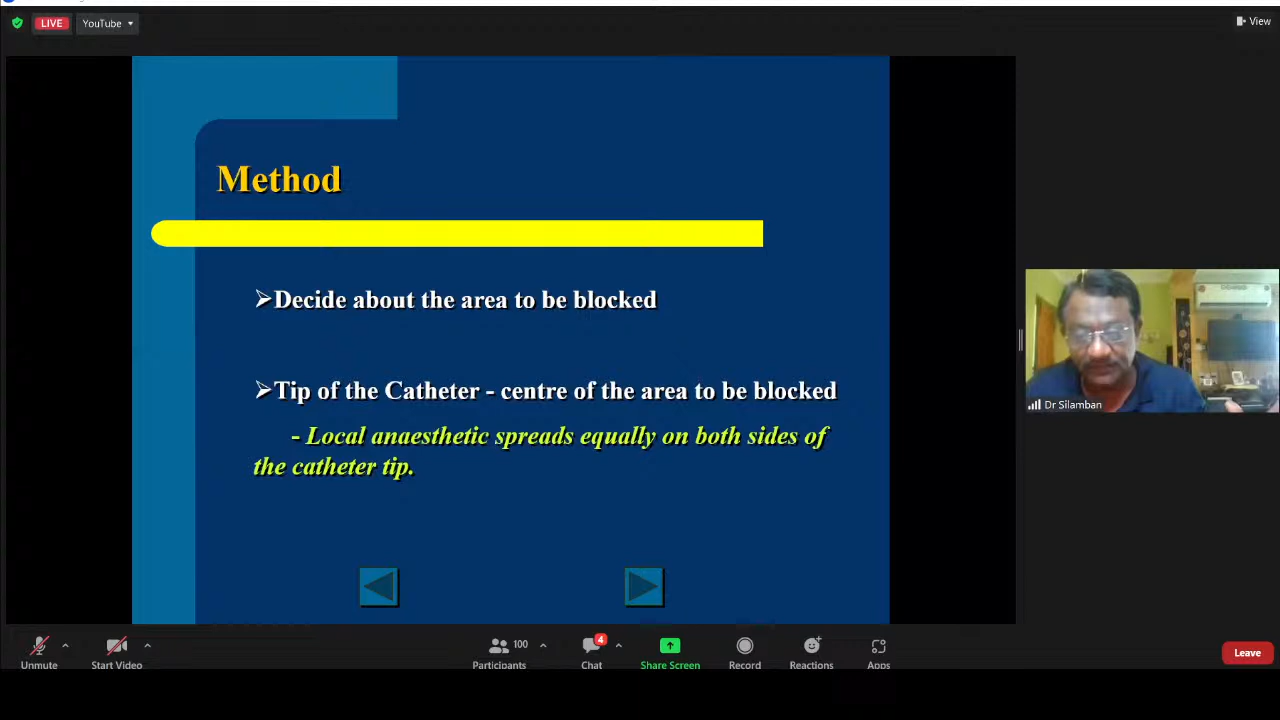 LIVE
YouTube
View
Method
➢Decide about the area to be blocked
➢Tip of the Catheter - centre of the area to be blocked
- Local anaesthetic spreads equally on both sides of
the catheter tip.
Dr Silamban
Unmute
Start Video
100
Participants
4
Chat
Share Screen
Record
Reactions
Apps
Leave